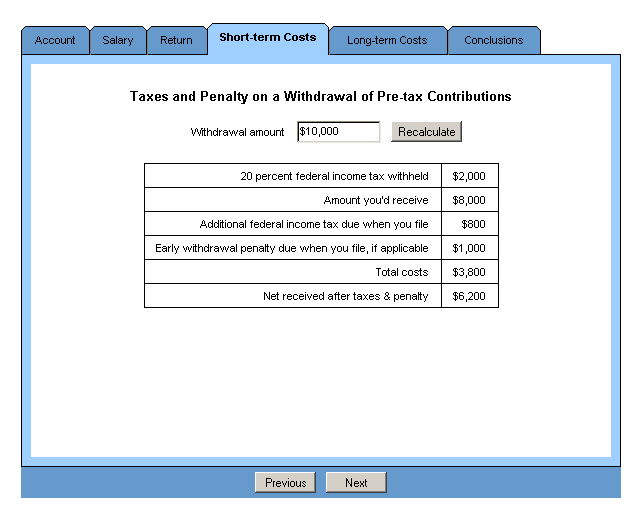 Account Salary Return Short-term Costs Long-term Costs Conclusions
Taxes and Penalty on a Withdrawal of Pre-tax Contributions
Withdrawal amount $10,000 Recalculate
20 percent federal income tax withheld $2,000
Amount you'd receive $8,000
Additional federal income tax due when you file $800
Early withdrawal penalty due when you file, if applicable $1,000
Total costs $3,800
Net received after taxes & penalty $6,200
Previous Next